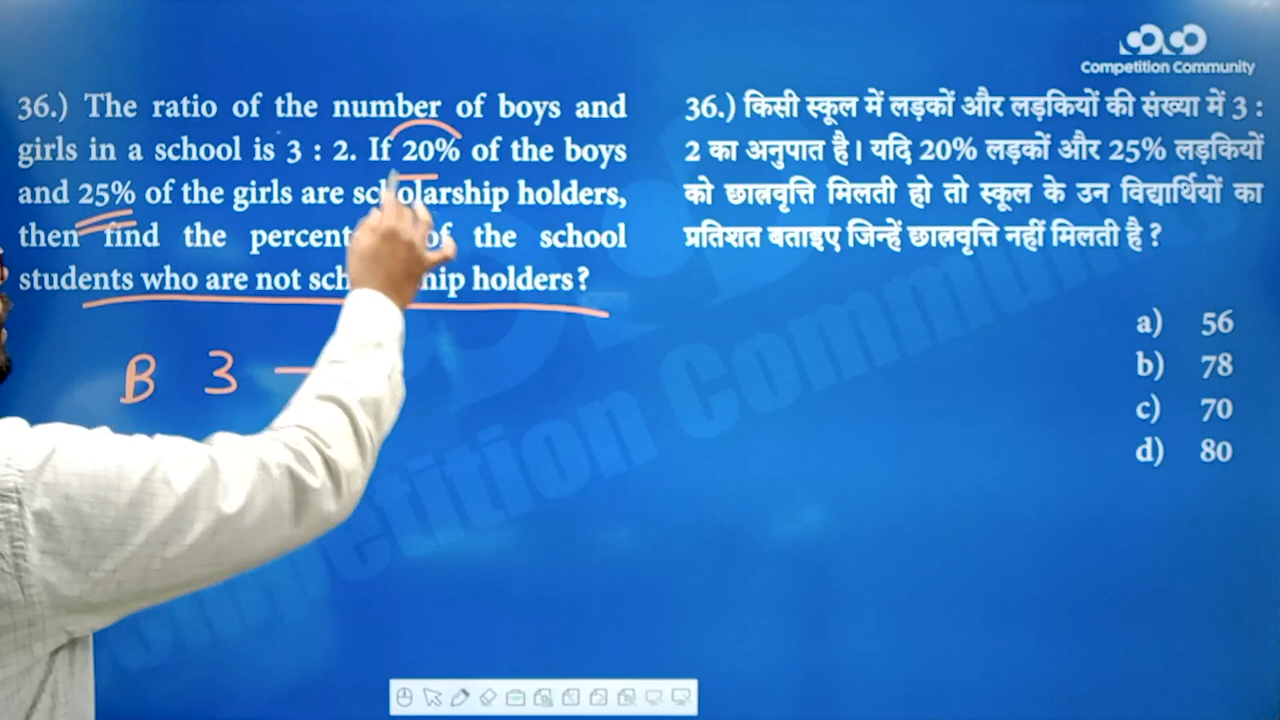 Competition Community
36.) The ratio of the number of boys and
girls in a school is 3 : 2. If 20% of the boys
and 25% of the girls are scholarship holders,
then find the of the school
students who are not holders?
B 3 —
36.) किसी स्कूल में लड़कों और लड़कियों की संख्या में 3 :
2 का अनुपात है। यदि 20% लड़कों और 25% लड़कियों
को छात्रवृत्ति मिलती हो तो स्कूल के उन विद्यार्थियों का
प्रतिशत बताइए जिन्हें छात्रवृत्ति नहीं मिलती है ?
a) 56
b) 78
c) 70
d) 80